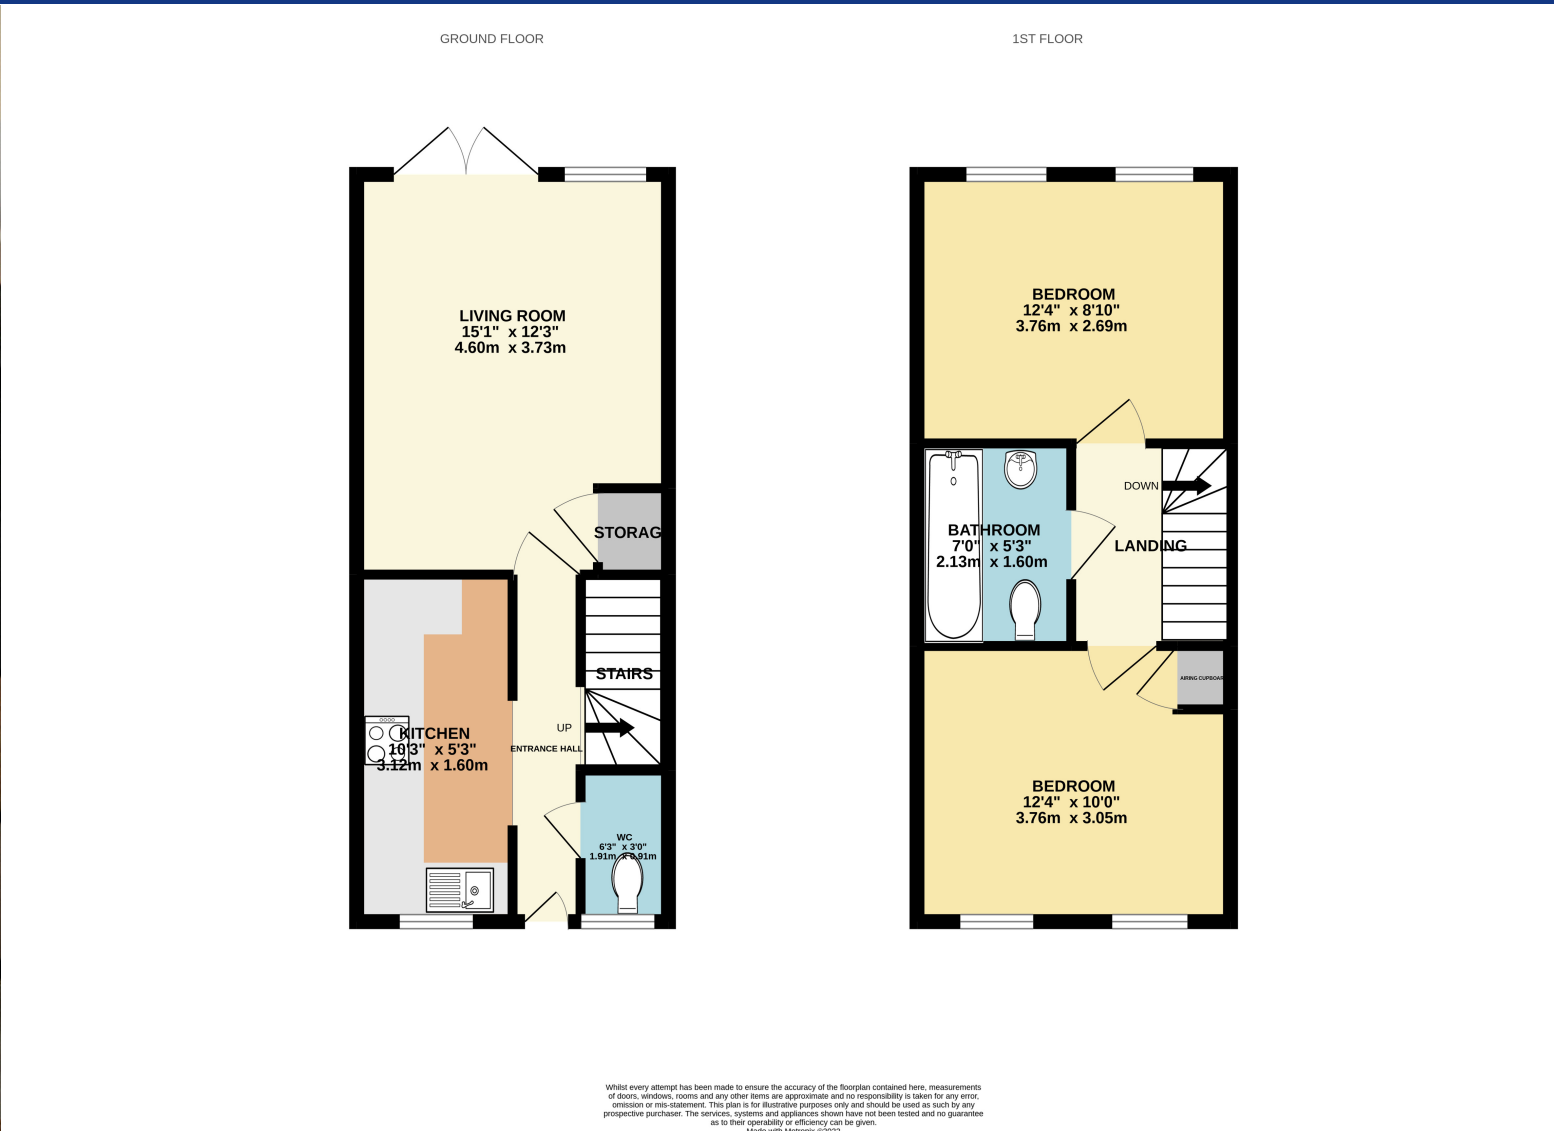 GROUND FLOOR
1ST FLOOR
LIVING ROOM
15'1" x 12'3"
4.60m x 3.73m
STORAG
STAIRS
UP
KITCHEN
10'3" x 5'3"
3.12m x 1.60m
ENTRANCE HALL
WC
6'3" x 3'0"
1.91m x 0.91m
BEDROOM
12'4" x 8'10"
3.76m x 2.69m
DOWN
BATHROOM
7'0" x 5'3"
2.13m x 1.60m
LANDING
AIRING CUPBOAR
BEDROOM
12'4" x 10'0"
3.76m x 3.05m
Whilst every attempt has been made to ensure the accuracy of the floorplan contained here, measurements
of doors, windows, rooms and any other items are approximate and no responsibility is taken for any error,
omission or mis-statement. This plan is for illustrative purposes only and should be used as such by any
prospective purchaser. The services, systems and appliances shown have not been tested and no guarantee
as to their operability or efficiency can be given.
Made with Metropix ©2022